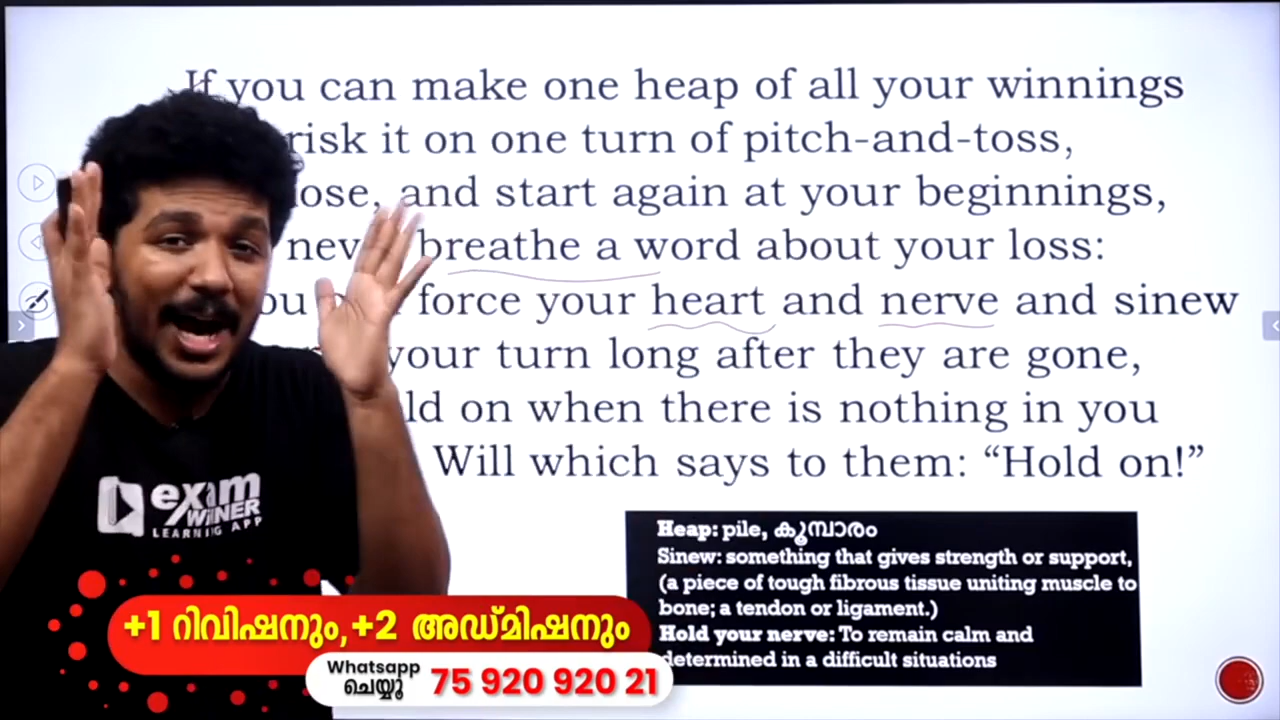 If you can make one heap of all your winnings
risk it on one turn of pitch-and-toss,
lose, and start again at your beginnings,
breathe a word about your loss:
force your heart and nerve and sinew
your turn long after they are gone,
on when there is nothing in you
Will which says to them: “Hold on!”
Heap: pile, കൂമ്പാരം
Sinew: something that gives strength or support,
(a piece of tough fibrous tissue uniting muscle to
bone; a tendon or ligament.)
Hold your nerve: To remain calm and
determined in a difficult situations
exam
WINNER
LEARNING APP
+1 റിവിഷനും,+2 അഡ്മിഷനും
Whatsapp
ചെയ്യൂ
75 920 920 21